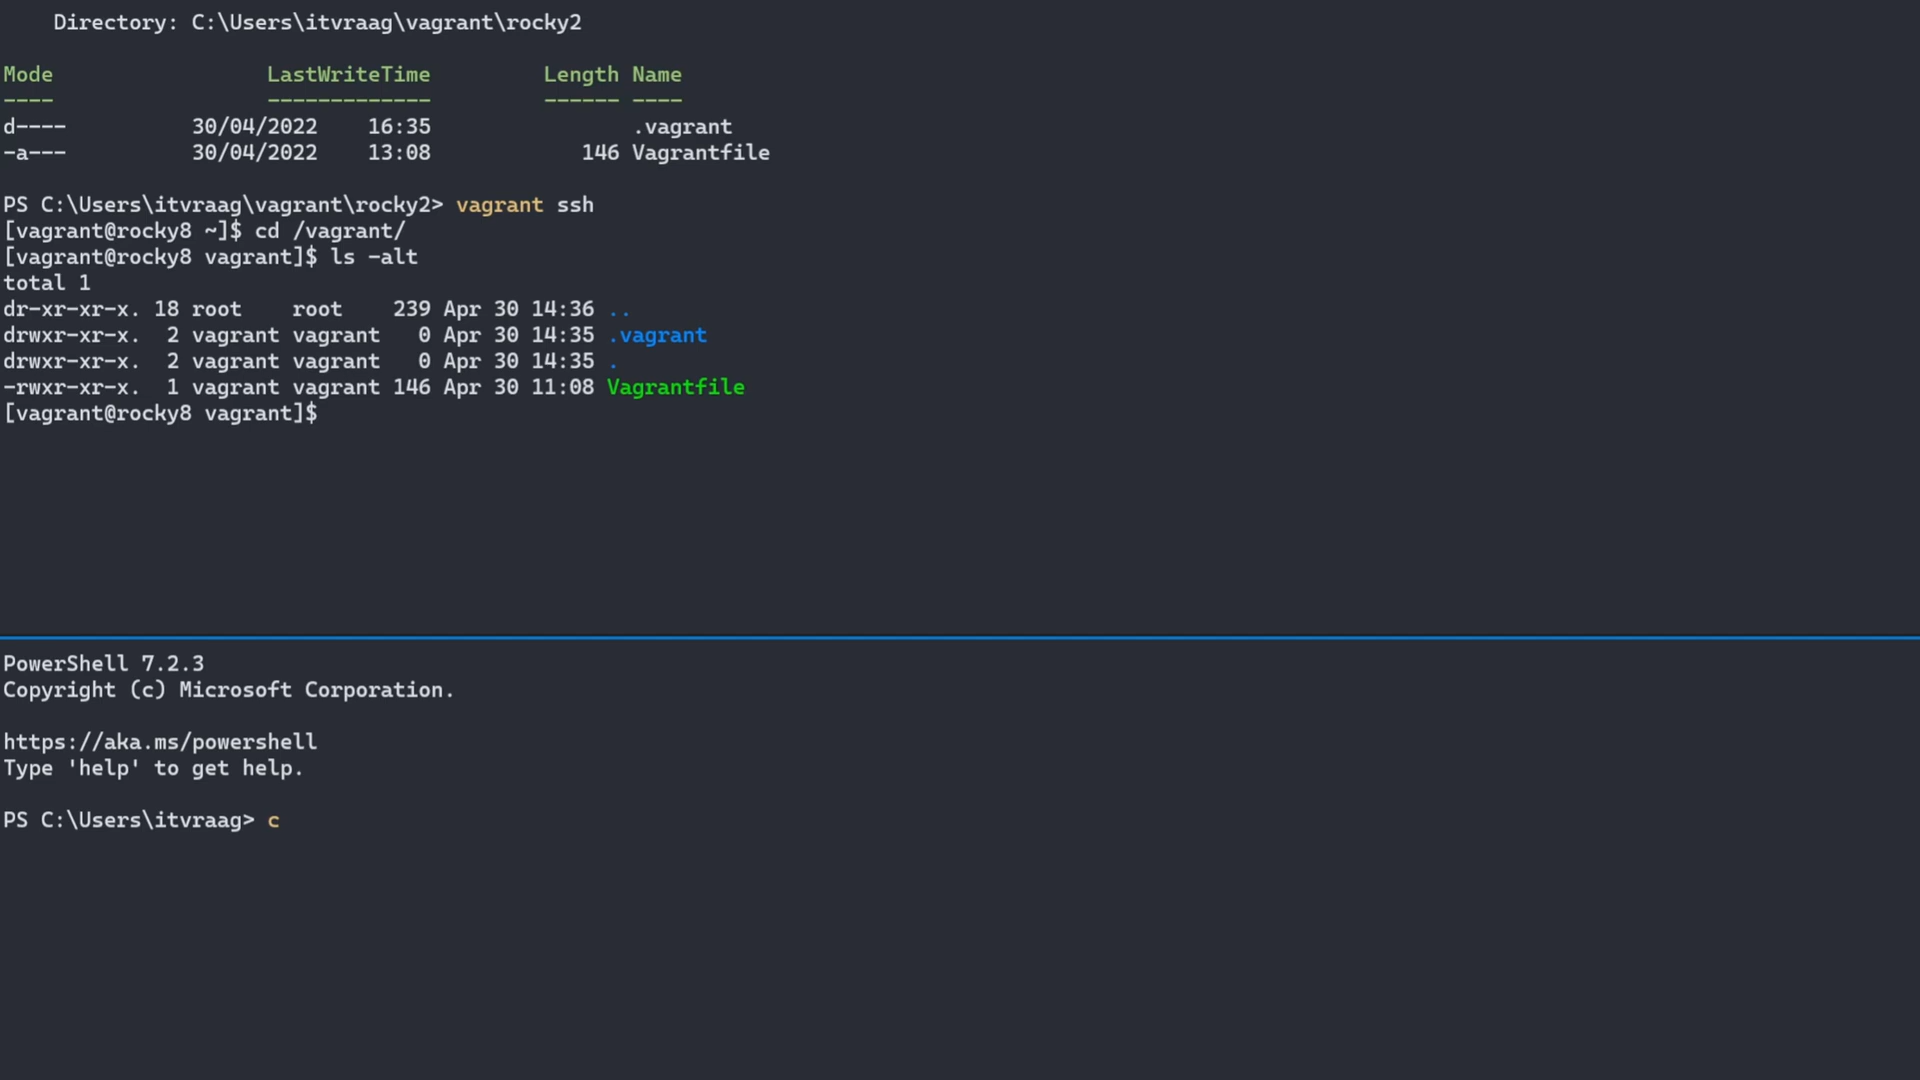 Directory: C:\Users\itvraag\vagrant\rocky2
Mode                 LastWriteTime         Length Name
----                 -------------         ------ ----
d----          30/04/2022    16:35                .vagrant
-a---          30/04/2022    13:08            146 Vagrantfile
PS C:\Users\itvraag\vagrant\rocky2> vagrant ssh
[vagrant@rocky8 ~]$ cd /vagrant/
[vagrant@rocky8 vagrant]$ ls -alt
total 1
dr-xr-xr-x. 18 root    root    239 Apr 30 14:36 ..
drwxr-xr-x.  2 vagrant vagrant   0 Apr 30 14:35 .vagrant
drwxr-xr-x.  2 vagrant vagrant   0 Apr 30 14:35 .
-rwxr-xr-x.  1 vagrant vagrant 146 Apr 30 11:08 Vagrantfile
[vagrant@rocky8 vagrant]$
PowerShell 7.2.3
Copyright (c) Microsoft Corporation.
https://aka.ms/powershell
Type 'help' to get help.
PS C:\Users\itvraag> c